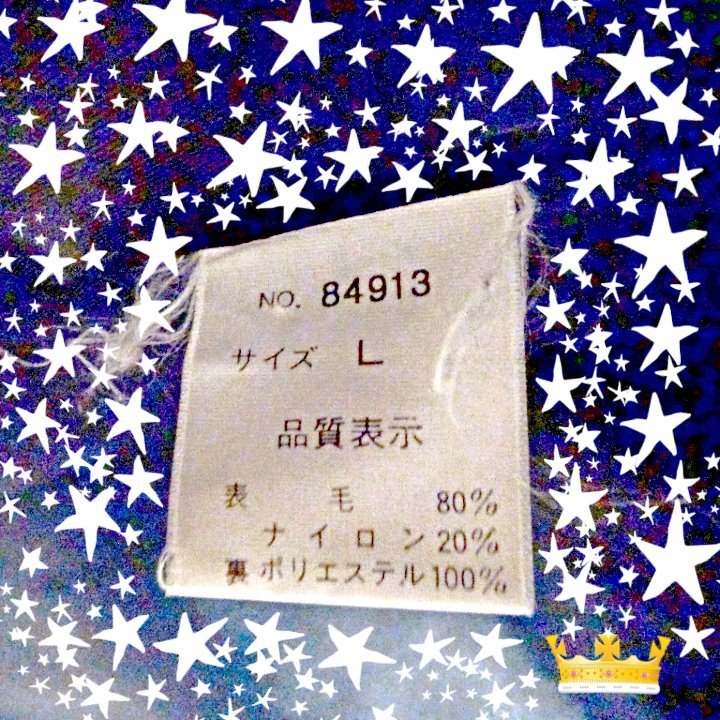 NO. 84913
サイズ L
品質表示
表 毛 80%
ナイロン 20%
裏 ポリエステル 100%